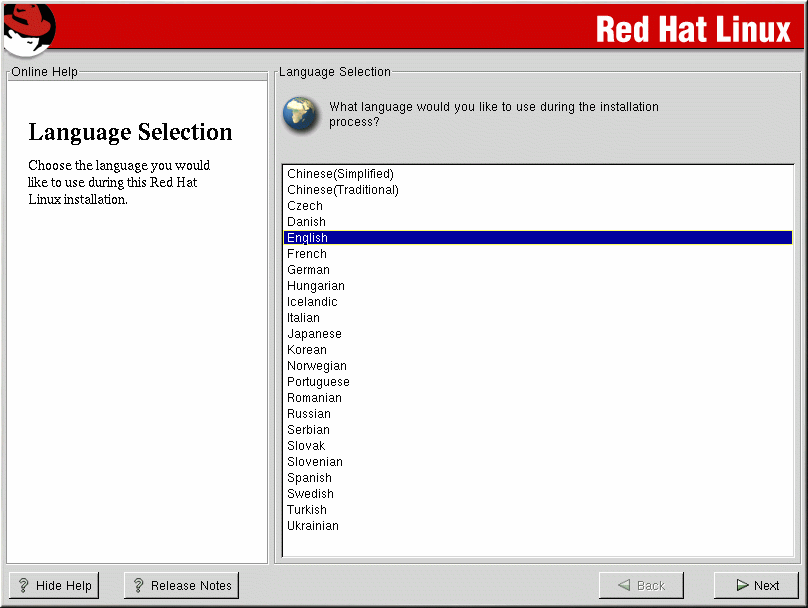 Red Hat Linux
Online Help
Language Selection
Choose the language you would
like to use during this Red Hat
Linux installation.
Language Selection
What language would you like to use during the installation
process?
Chinese(Simplified)
Chinese(Traditional)
Czech
Danish
English
French
German
Hungarian
Icelandic
Italian
Japanese
Korean
Norwegian
Portuguese
Romanian
Russian
Serbian
Slovak
Slovenian
Spanish
Swedish
Turkish
Ukrainian
Hide Help
Release Notes
Back
Next